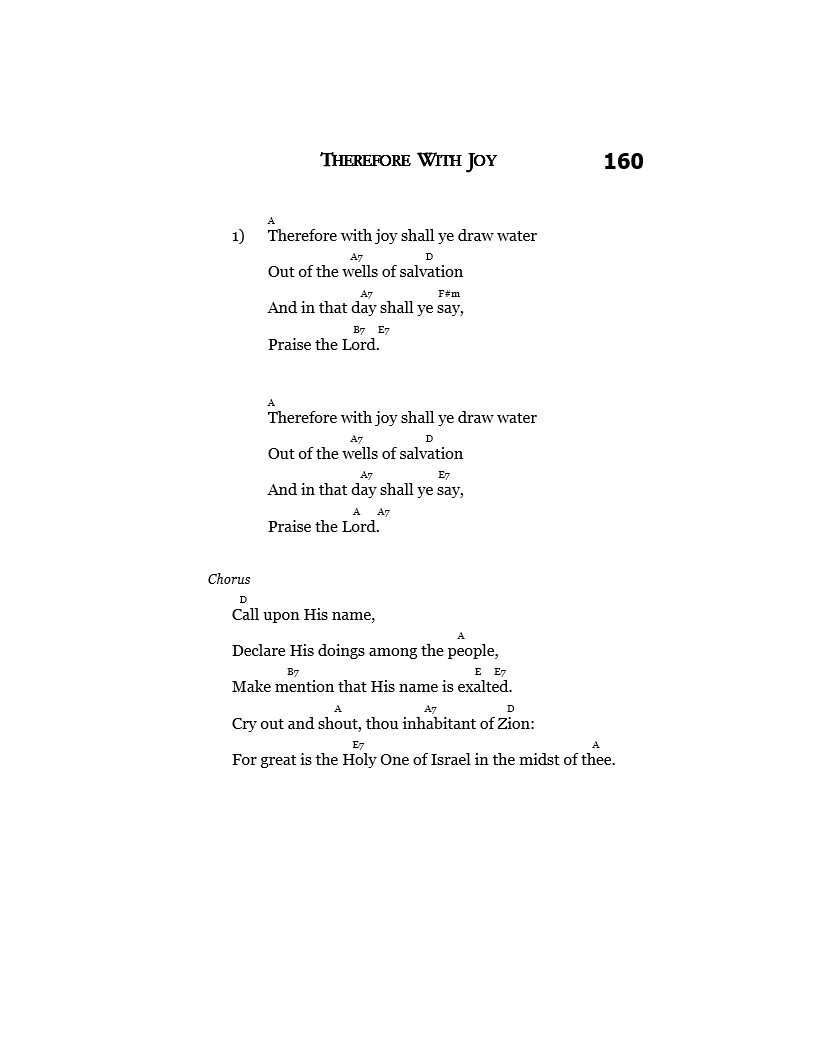 THEREFORE WITH JOY 160
A
1) Therefore with joy shall ye draw water
A7 D
Out of the wells of salvation
A7 F#m
And in that day shall ye say,
B7 E7
Praise the Lord.
A
Therefore with joy shall ye draw water
A7 D
Out of the wells of salvation
A7 E7
And in that day shall ye say,
A A7
Praise the Lord.
Chorus
D
Call upon His name,
A
Declare His doings among the people,
B7 E E7
Make mention that His name is exalted.
A A7 D
Cry out and shout, thou inhabitant of Zion:
E7 A
For great is the Holy One of Israel in the midst of thee.